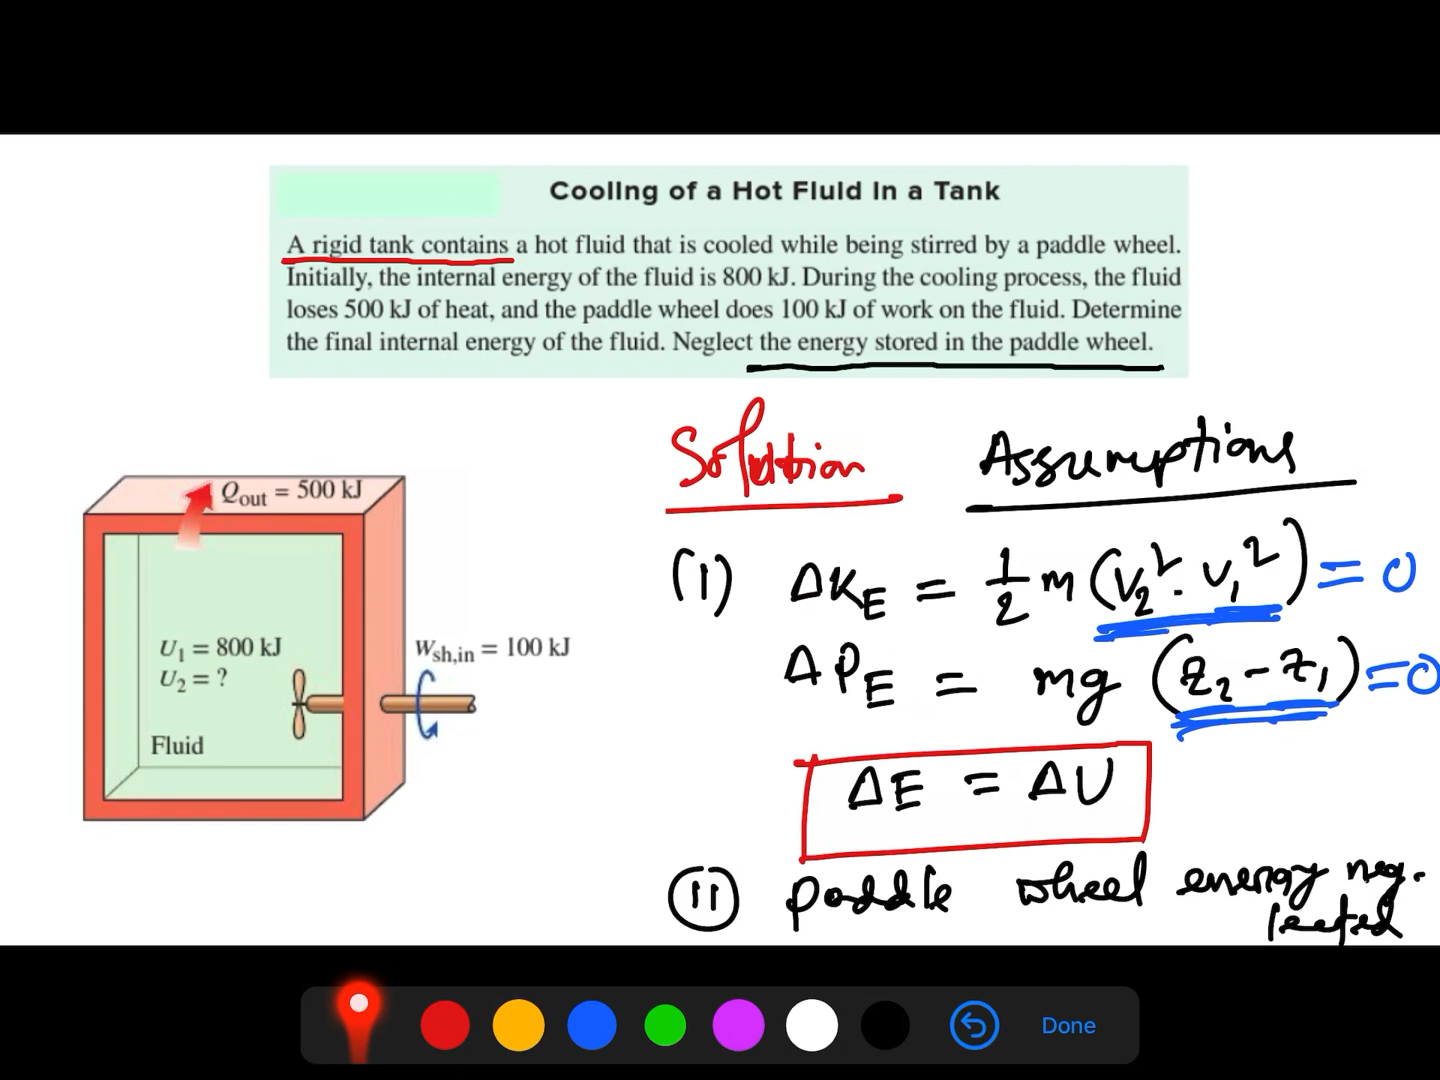 Cooling of a Hot Fluid in a Tank
A rigid tank contains a hot fluid that is cooled while being stirred by a paddle wheel.
Initially, the internal energy of the fluid is 800 kJ. During the cooling process, the fluid
loses 500 kJ of heat, and the paddle wheel does 100 kJ of work on the fluid. Determine
the final internal energy of the fluid. Neglect the energy stored in the paddle wheel.
Solution Assumptions
(1) ΔKE = 1/2 m (V₂² - V₁²) = 0
ΔPE = mg (z₂ - z₁) = 0
ΔE = ΔU
(11) paddle wheel energy neg-
lected
Qout = 500 kJ
U₁ = 800 kJ
U₂ = ?
Fluid
Wsh,in = 100 kJ
Done